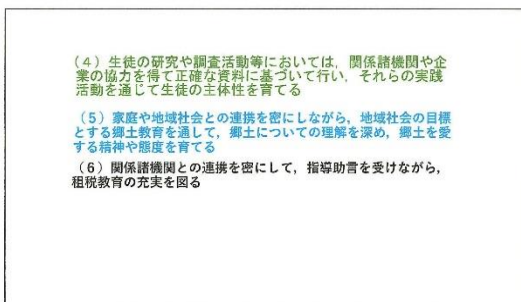 (4)生徒の研究や調査活動等においては，関係諸機関や企
業の協力を得て正確な資料に基づいて行い，それらの実践
活動を通じて生徒の主体性を育てる
(5)家庭や地域社会との連携を密にしながら，地域社会の目標
とする郷土教育を通して，郷土についての理解を深め，郷土を愛
する精神や態度を育てる
(6)関係諸機関との連携を密にして，指導助言を受けながら，
租税教育の充実を図る